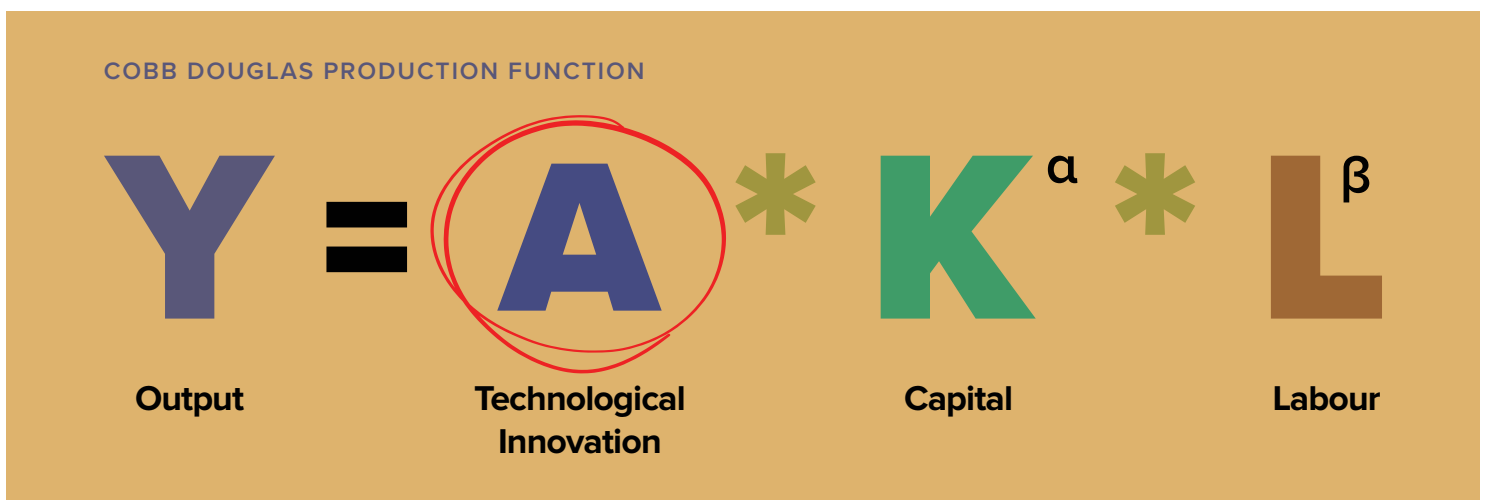 COBB DOUGLAS PRODUCTION FUNCTION
Y = A * K^α * L^β
Output Technological Innovation Capital Labour